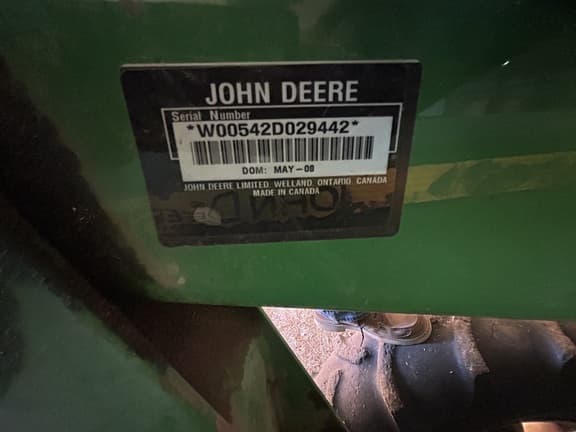 JOHN DEERE
Serial Number
*W00542D029442*
DOM: MAY-08
JOHN DEERE LIMITED, WELLAND, ONTARIO, CANADA
MADE IN CANADA